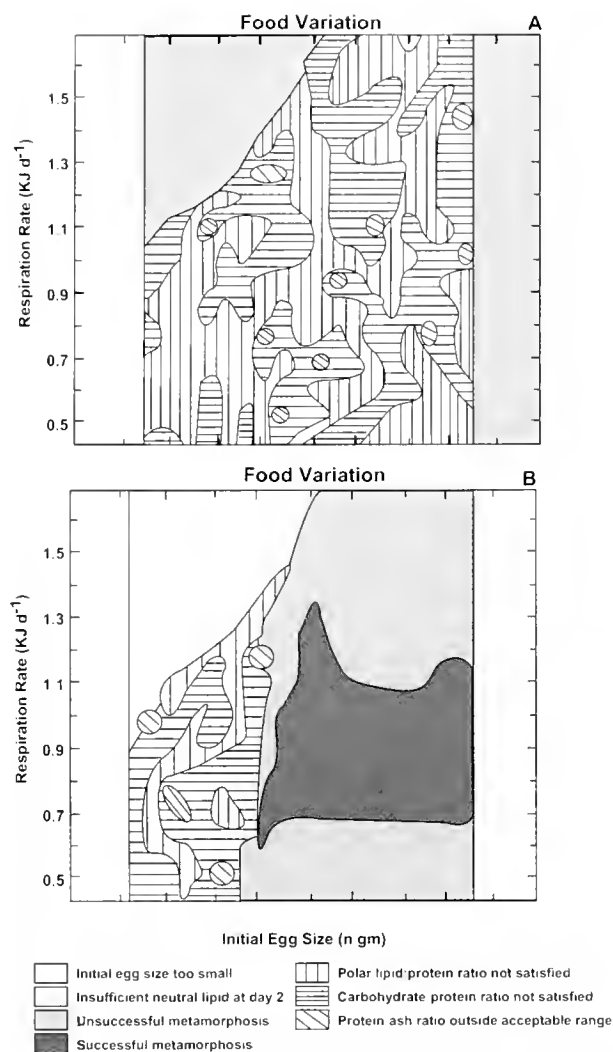 Food Variation A
1.5
1.3
1.1
0.9
0.7
0.5
Respiration Rate (KJ d⁻¹)
Food Variation B
1.5
1.3
1.1
0.9
0.7
0.5
Respiration Rate (KJ d⁻¹)
Initial Egg Size (n gm)
Initial egg size too small
Insufficient neutral lipid at day 2
Unsuccessful metamorphosis
Successful metamorphosis
Polar lipid protein ratio not satisfied
Carbohydrate protein ratio not satisfied
Protein ash ratio outside acceptable range